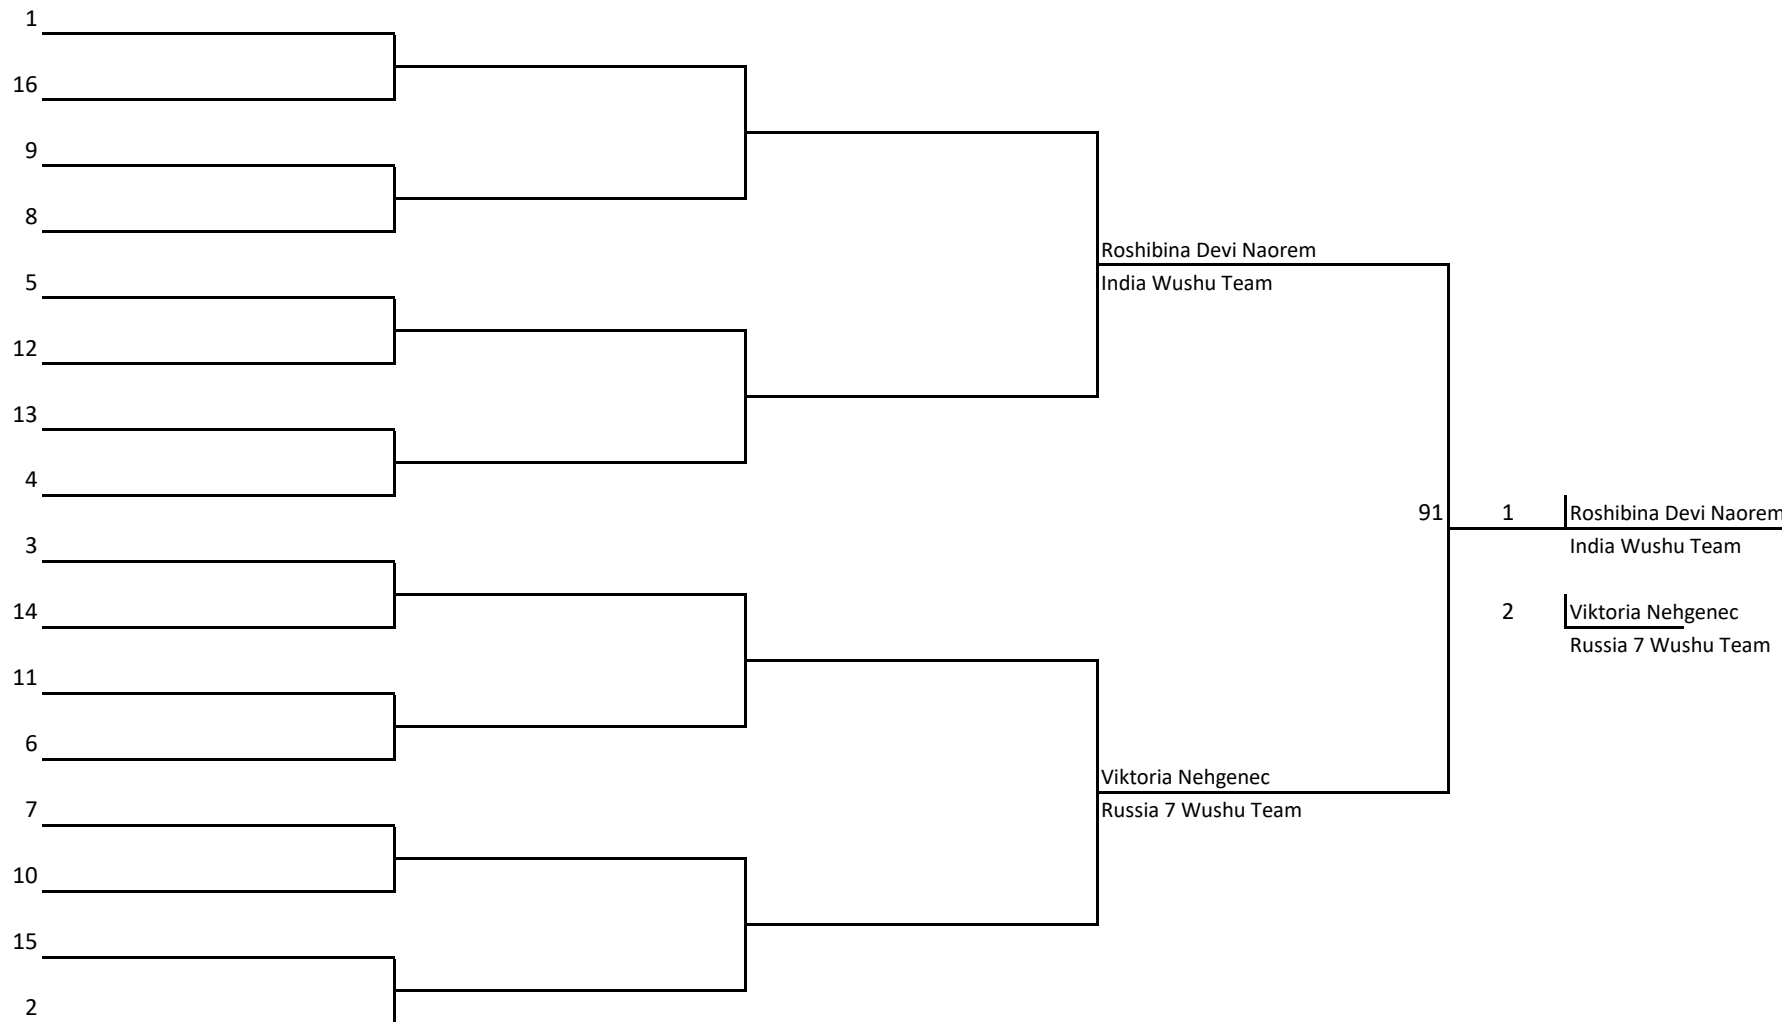 1
16
9
8
Roshibina Devi Naorem
5
India Wushu Team
12
13
4
91 1 Roshibina Devi Naorem
3
India Wushu Team
14
2 Viktoria Nehgenec
Russia 7 Wushu Team
11
6
Viktoria Nehgenec
7
Russia 7 Wushu Team
10
15
2